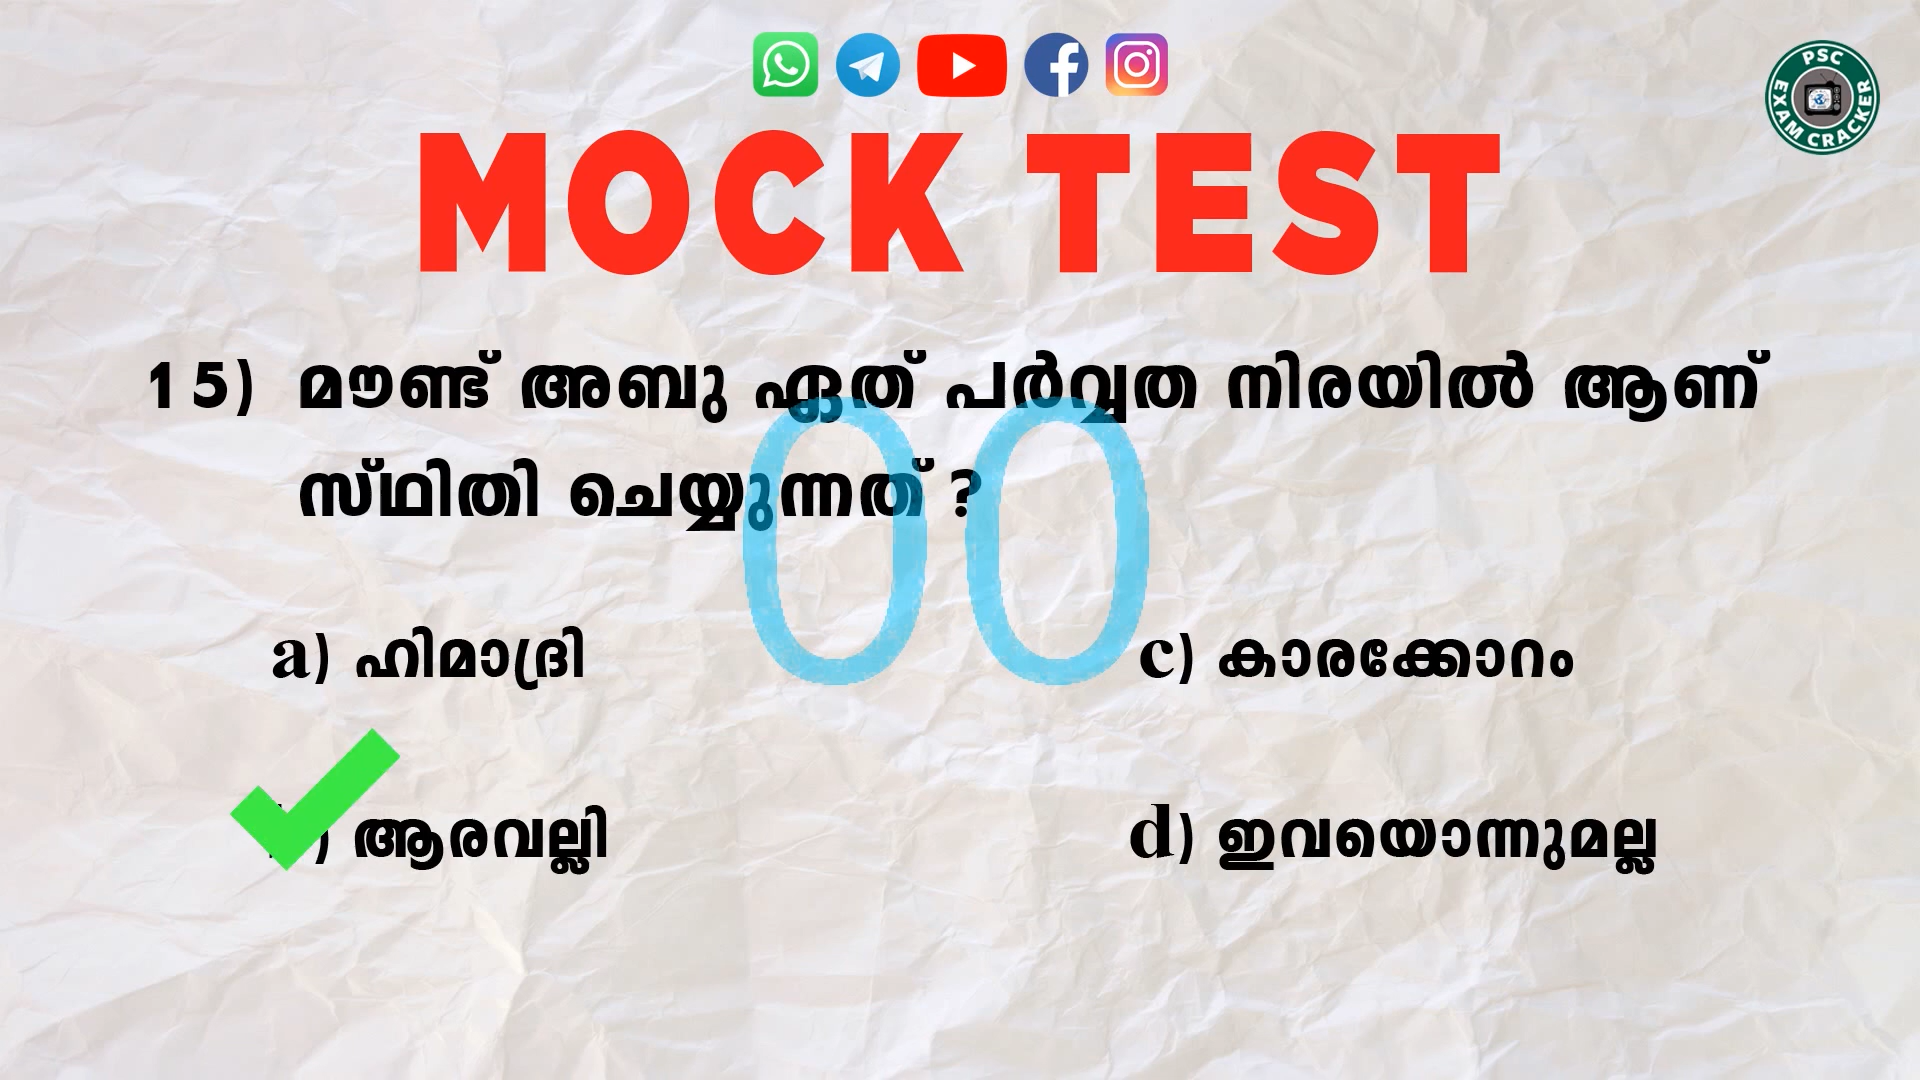 PSC EXAM CRACKER
MOCK TEST
15) മൗണ്ട് അബു ഏത് പർവ്വത നിരയിൽ ആണ്
സ്ഥിതി ചെയ്യുന്നത് ?
00
a) ഹിമാദ്രി
c) കാരക്കോറം
ആരവല്ലി
d) ഇവയൊന്നുമല്ല